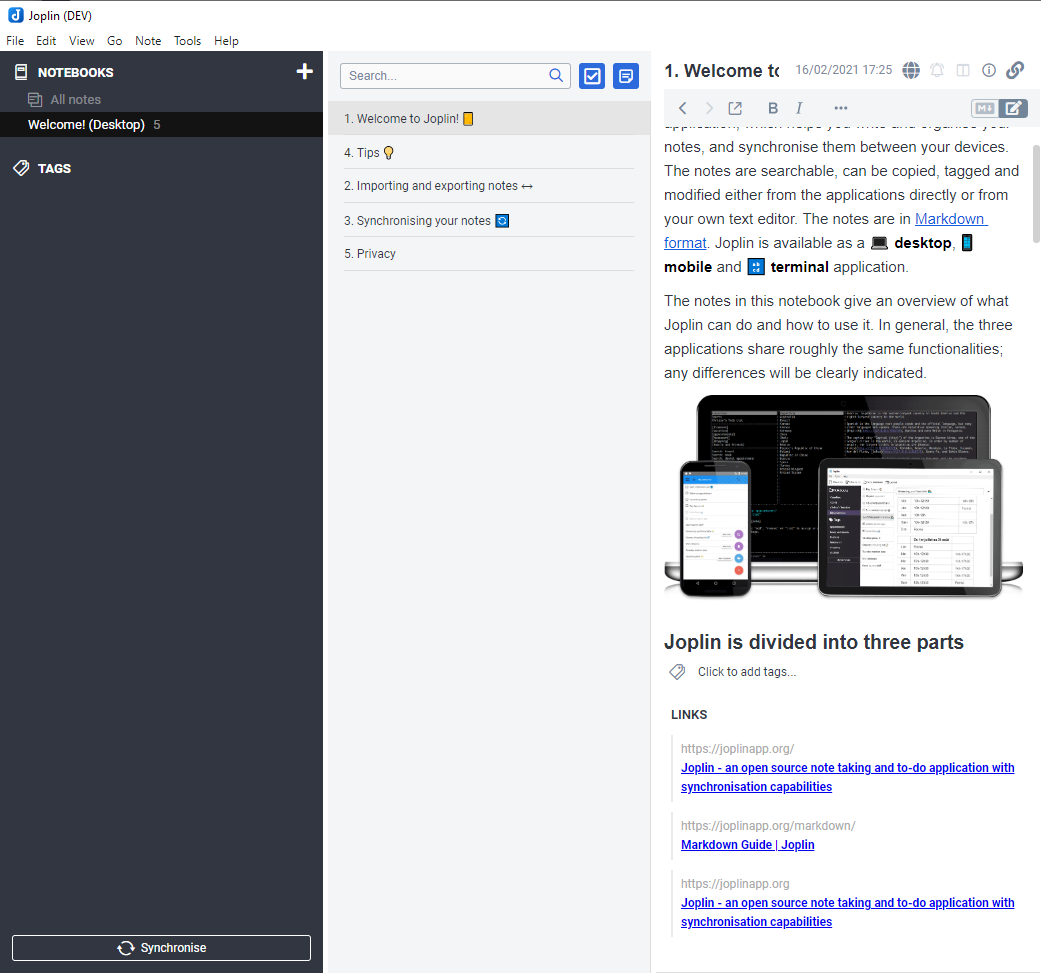 Joplin (DEV)
File Edit View Go Note Tools Help
NOTEBOOKS
All notes
Welcome! (Desktop) 5
TAGS
Synchronise
Search...
1. Welcome to Joplin!
4. Tips
2. Importing and exporting notes ↔
3. Synchronising your notes
5. Privacy
1. Welcome to
16/02/2021 17:25
B I ...
M↓
application, which helps you write and organise your
notes, and synchronise them between your devices.
The notes are searchable, can be copied, tagged and
modified either from the applications directly or from
your own text editor. The notes are in Markdown
format. Joplin is available as a 💻 desktop, 📱
mobile and 🔡 terminal application.
The notes in this notebook give an overview of what
Joplin can do and how to use it. In general, the three
applications share roughly the same functionalities;
any differences will be clearly indicated.
Joplin is divided into three parts
Click to add tags...
LINKS
https://joplinapp.org/
Joplin - an open source note taking and to-do application with
synchronisation capabilities
https://joplinapp.org/markdown/
Markdown Guide | Joplin
https://joplinapp.org
Joplin - an open source note taking and to-do application with
synchronisation capabilities